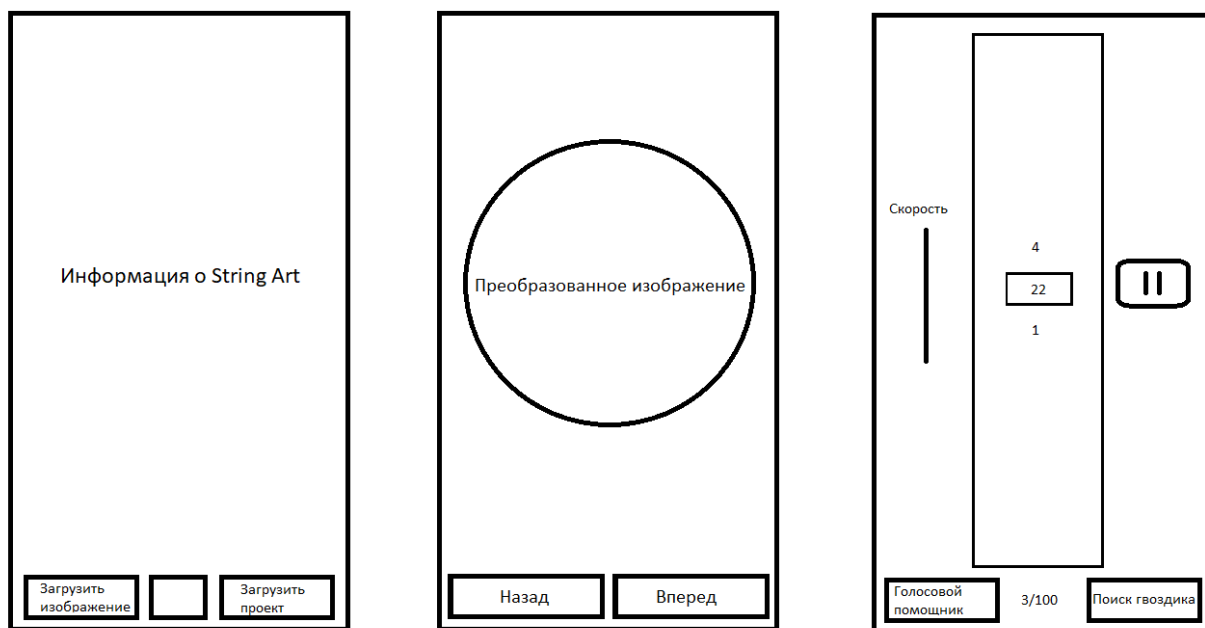 Информация о String Art
Загрузить
изображение
Загрузить
проект
Преобразованное изображение
Назад
Вперед
Скорость
4
22
1
Голосовой
помощник
3/100
Поиск гвоздика